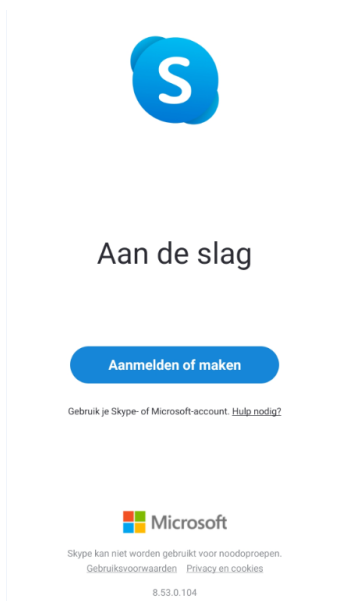 S
Aan de slag
Aanmelden of maken
Gebruik je Skype- of Microsoft-account. Hulp nodig?
Microsoft
Skype kan niet worden gebruikt voor noodoproepen.
Gebruiksvoorwaarden Privacy en cookies
8.53.0.104